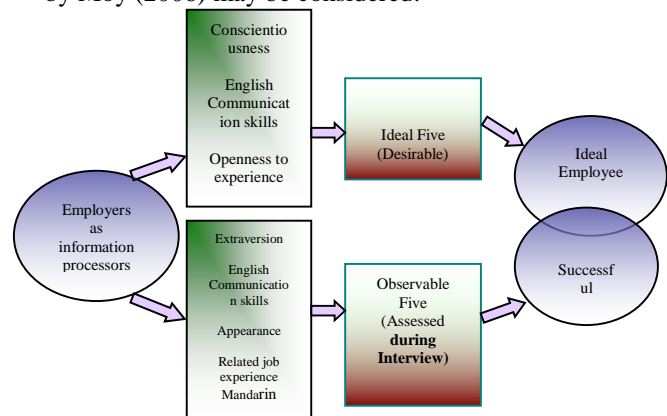 by Moy (2006) may be considered.
Conscientio
usness
English
Communicat
ion skills
Openness to
experience
Ideal Five
(Desirable)
Ideal
Employee
Employers
as
information
processors
Extraversion
English
Communicatio
n skills
Appearance
Related job
experience
Mandarin
Observable
Five
(Assessed
during
Interview)
Successf
ul